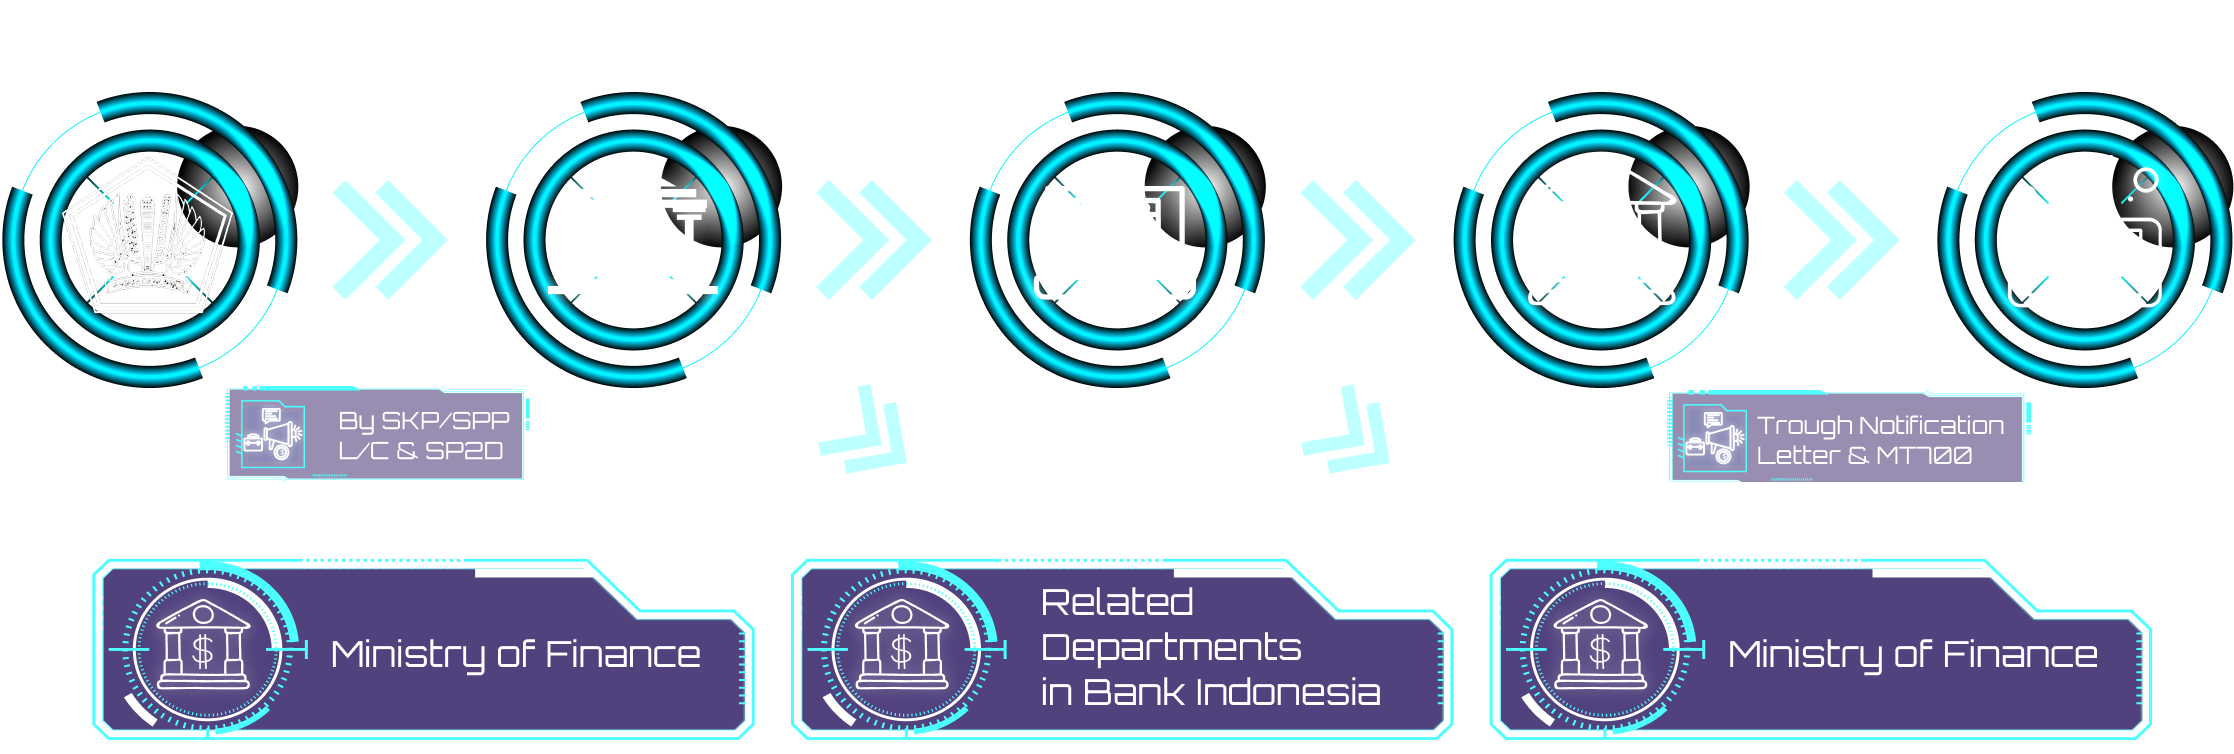 By SKP/SPP
L/C & SP2D
Trough Notification
Letter & MT700
Ministry of Finance
Related
Departments
in Bank Indonesia
Ministry of Finance